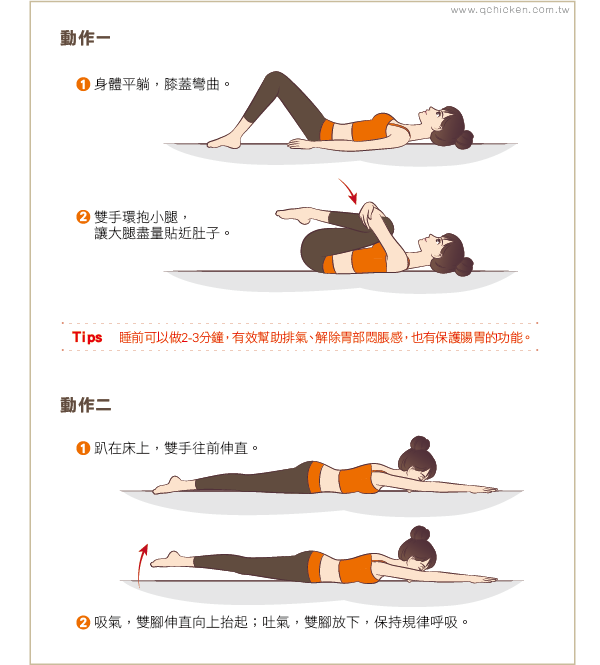 www.qchicken.com.tw
動作一
1 身體平躺，膝蓋彎曲。
2 雙手環抱小腿，
讓大腿盡量貼近肚子。
Tips 睡前可以做2-3分鐘，有效幫助排氣、解除胃部悶脹感，也有保護腸胃的功能。
動作二
1 趴在床上，雙手往前伸直。
2 吸氣，雙腳伸直向上抬起；吐氣，雙腳放下，保持規律呼吸。